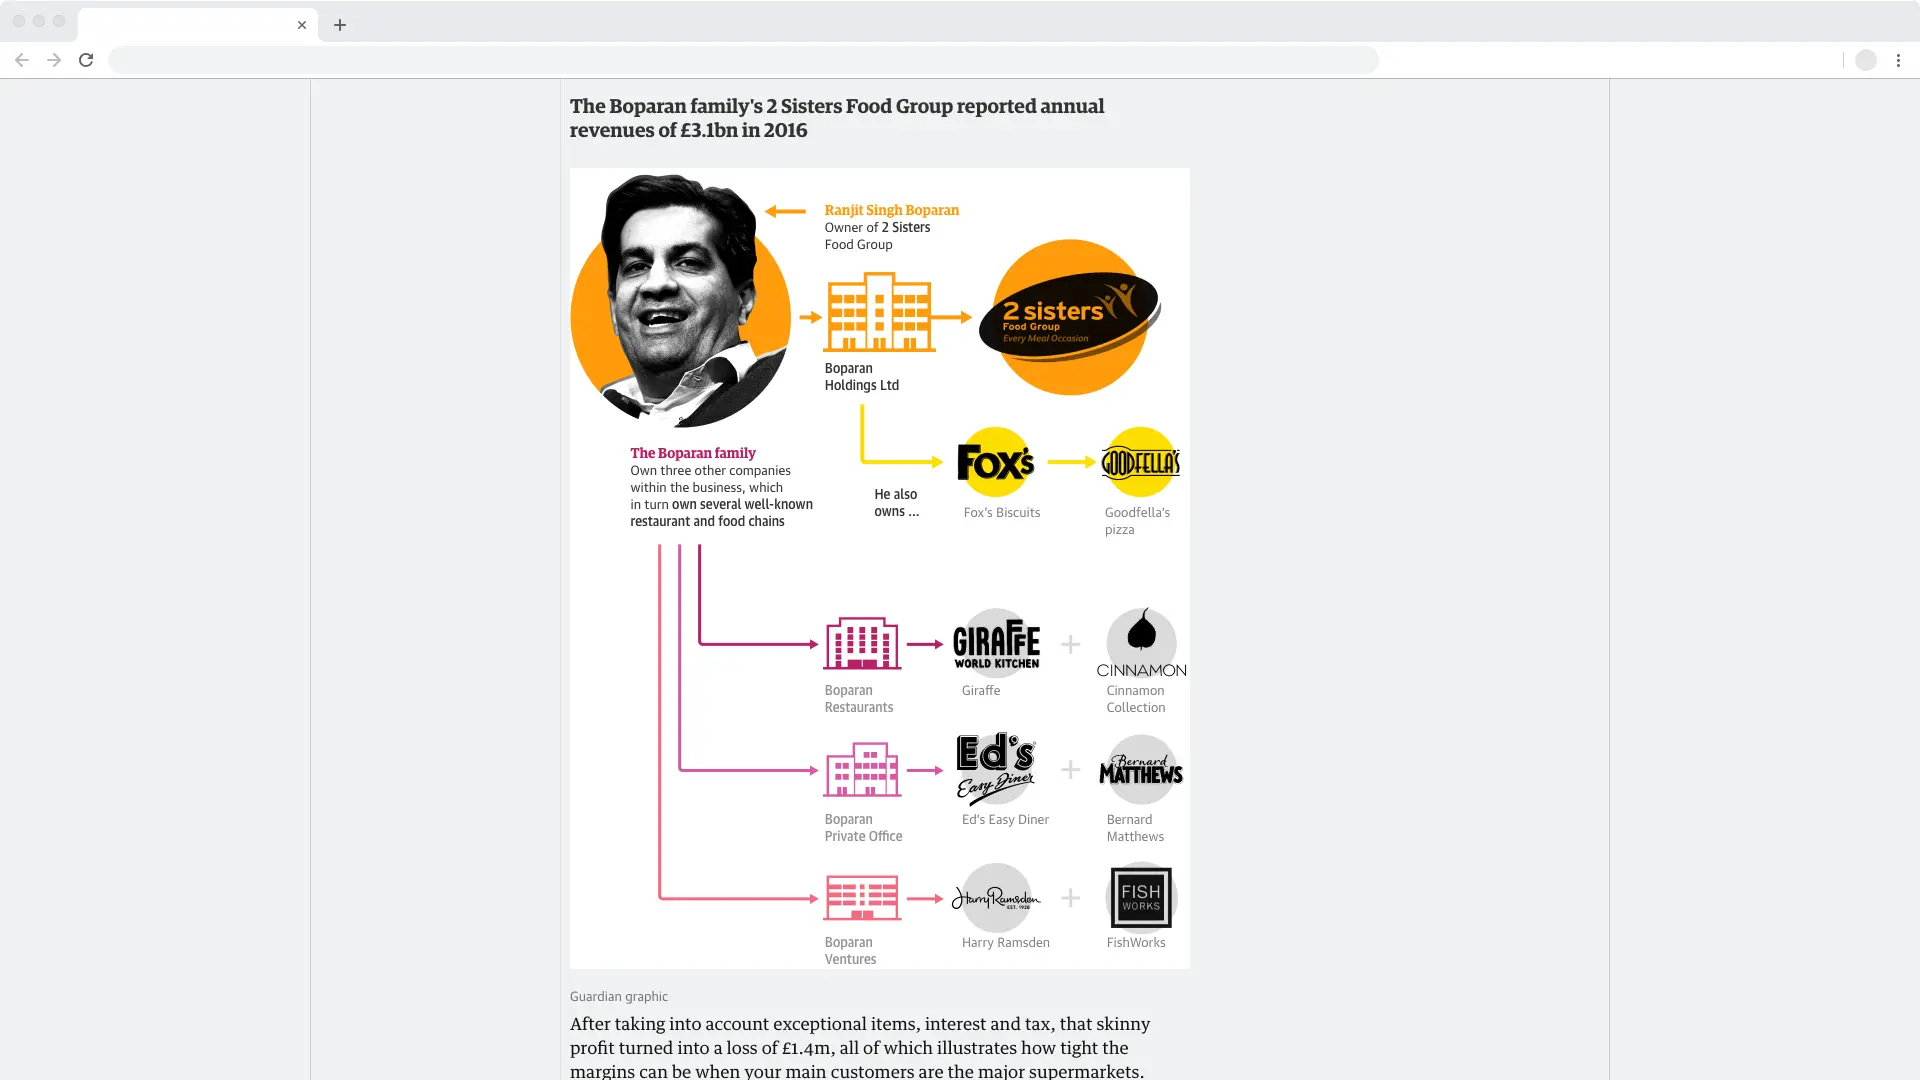 The Boparan family's 2 Sisters Food Group reported annual
revenues of £3.1bn in 2016
Ranjit Singh Boparan
Owner of 2 Sisters
Food Group
2 sisters
Food Group
Every Meal Occasion
Boparan
Holdings Ltd
The Boparan family
Own three other companies
within the business, which
in turn own several well-known
restaurant and food chains
He also
owns ...
FOX'S
Fox's Biscuits
GOODFELLA'S
Goodfella's
pizza
Boparan
Restaurants
GIRAFFE
WORLD KITCHEN
Giraffe
CINNAMON
Cinnamon
Collection
Boparan
Private Office
Ed's
Easy Diner
Ed's Easy Diner
Bernard
MATTHEWS
Bernard
Matthews
Boparan
Ventures
Harry Ramsden
EST. 1928
Harry Ramsden
FISH
WORKS
FishWorks
Guardian graphic
After taking into account exceptional items, interest and tax, that skinny
profit turned into a loss of £1.4m, all of which illustrates how tight the
margins can be when your main customers are the major supermarkets.